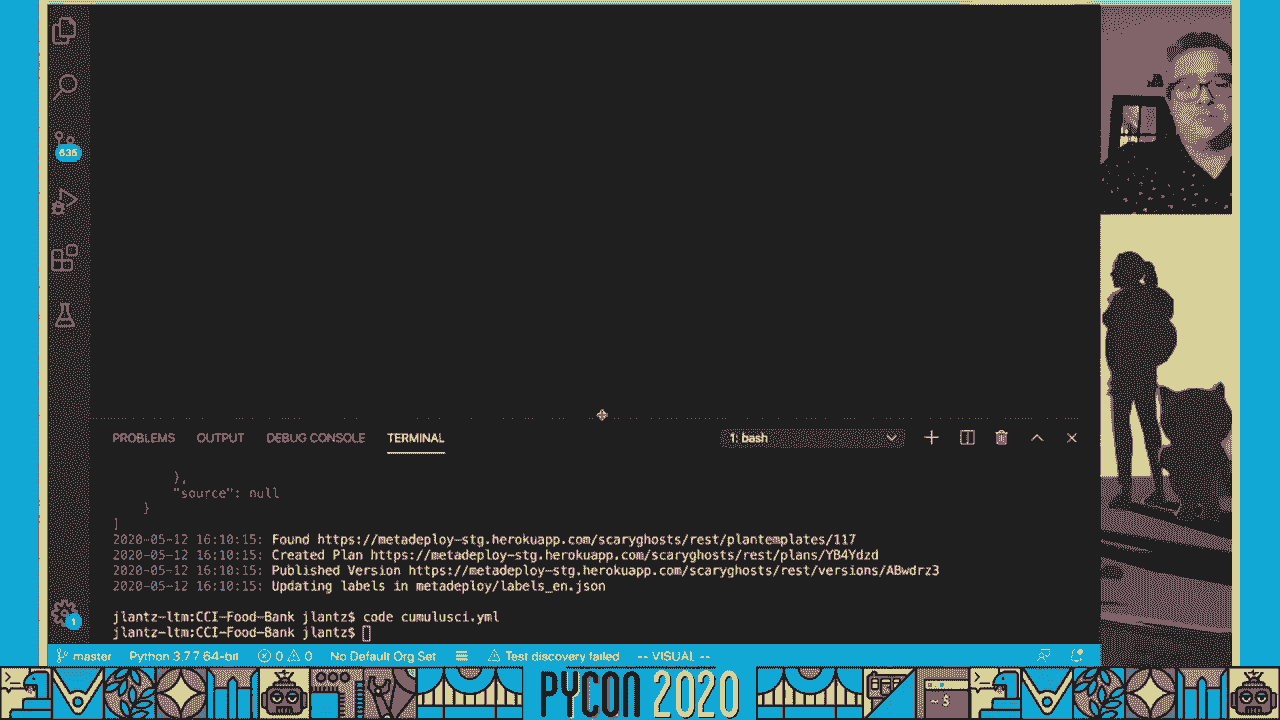 635
PROBLEMS OUTPUT DEBUG CONSOLE TERMINAL 1: bash
},
"source": null
}
]
2020-05-12 16:10:15: Found https://metadeploy-stg.herokuapp.com/scaryghosts/rest/plantemplates/117
2020-05-12 16:10:15: Created Plan https://metadeploy-stg.herokuapp.com/scaryghosts/rest/plans/YB4Ydzd
2020-05-12 16:10:15: Published Version https://metadeploy-stg.herokuapp.com/scaryghosts/rest/versions/ABwdrz3
2020-05-12 16:10:15: Updating labels in metadeploy/labels_en.json
jlantz-ltm:CCI-Food-Bank jlantz$ code cumulusci.yml
jlantz-ltm:CCI-Food-Bank jlantz$
1
master Python 3.7.7 64-bit 0 0 No Default Org Set Test discovery failed -- VISUAL --
PYCON 2020
~ $